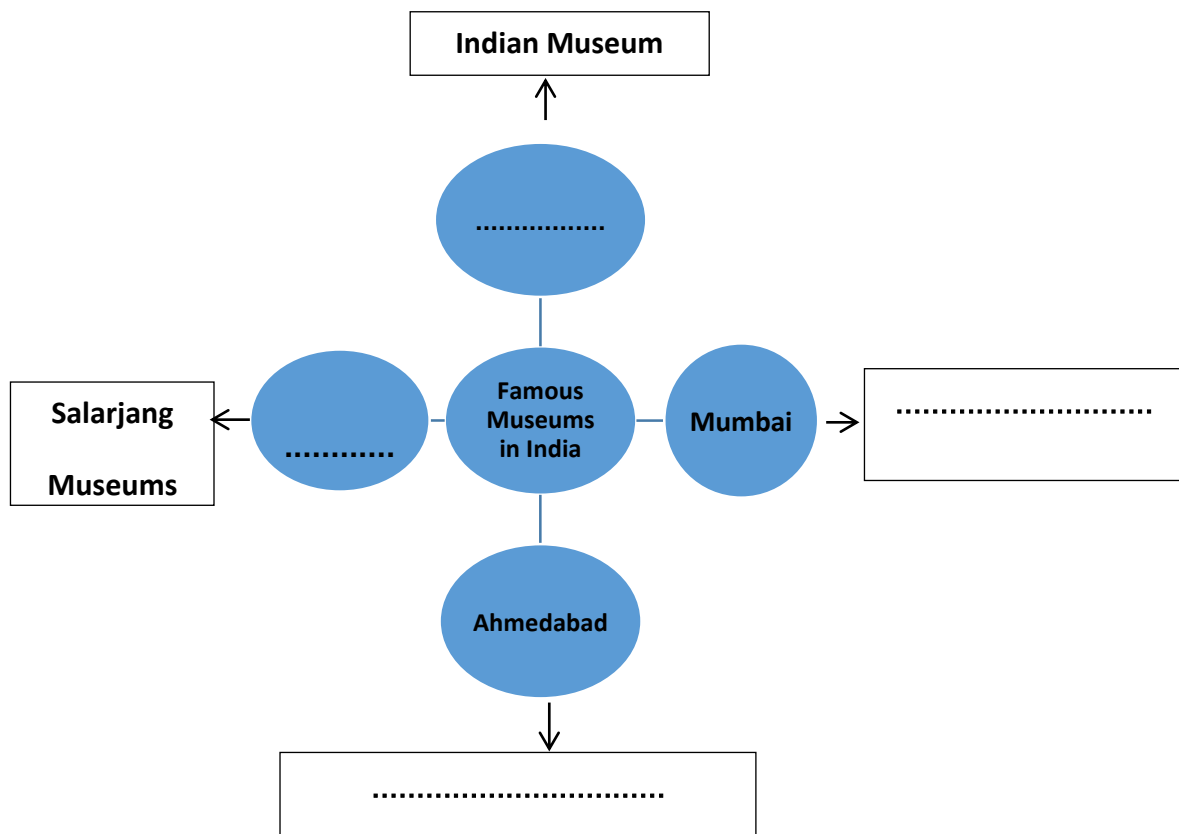 Indian Museum
.................
Salarjang
Museums
............
Famous
Museums
in India
Mumbai
............................
Ahmedabad
................................